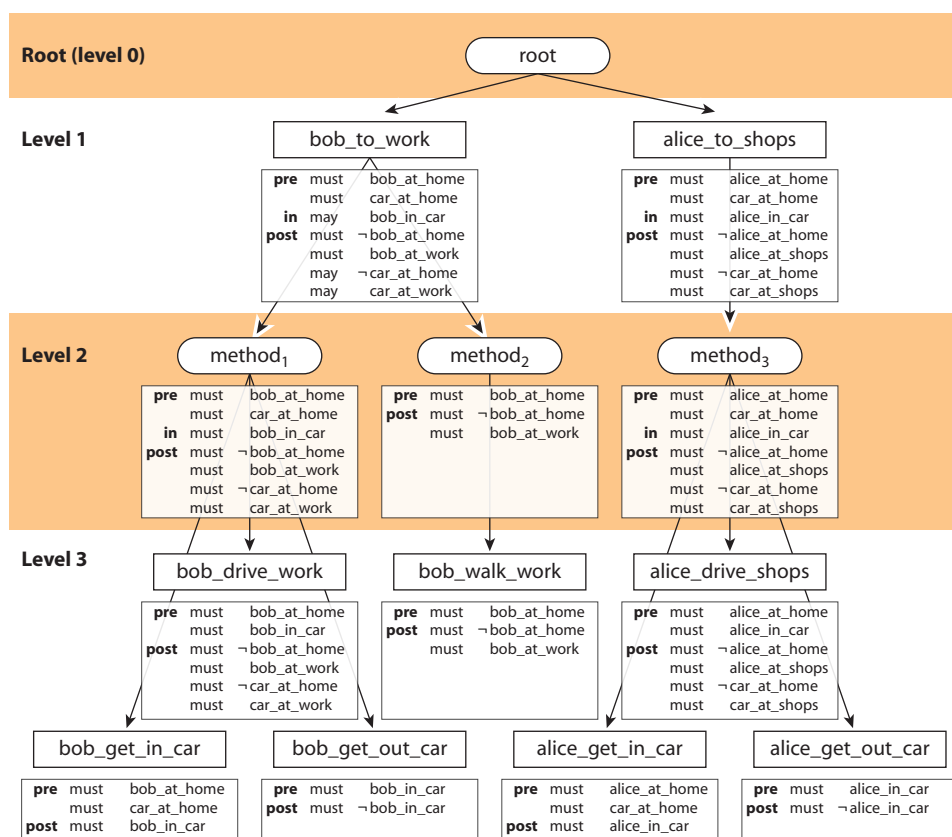 Root (level 0)
root
Level 1
bob_to_work
alice_to_shops
pre must bob_at_home
must car_at_home
in may bob_in_car
post must ¬ bob_at_home
must bob_at_work
may ¬ car_at_home
may car_at_work
pre must alice_at_home
must car_at_home
in must alice_in_car
post must ¬ alice_at_home
must alice_at_shops
must ¬ car_at_home
must car_at_shops
Level 2
method1
method2
method3
pre must bob_at_home
must car_at_home
in must bob_in_car
post must ¬ bob_at_home
must bob_at_work
must ¬ car_at_home
must car_at_work
pre must bob_at_home
post must ¬ bob_at_home
must bob_at_work
pre must alice_at_home
must car_at_home
in must alice_in_car
post must ¬ alice_at_home
must alice_at_shops
must ¬ car_at_home
must car_at_shops
Level 3
bob_drive_work
bob_walk_work
alice_drive_shops
pre must bob_at_home
must bob_in_car
post must ¬ bob_at_home
must bob_at_work
must ¬ car_at_home
must car_at_work
pre must bob_at_home
post must ¬ bob_at_home
must bob_at_work
pre must alice_at_home
must alice_in_car
post must ¬ alice_at_home
must alice_at_shops
must ¬ car_at_home
must car_at_shops
bob_get_in_car
bob_get_out_car
alice_get_in_car
alice_get_out_car
pre must bob_at_home
must car_at_home
post must bob_in_car
pre must bob_in_car
post must ¬ bob_in_car
pre must alice_at_home
must car_at_home
post must alice_in_car
pre must alice_in_car
post must ¬ alice_in_car